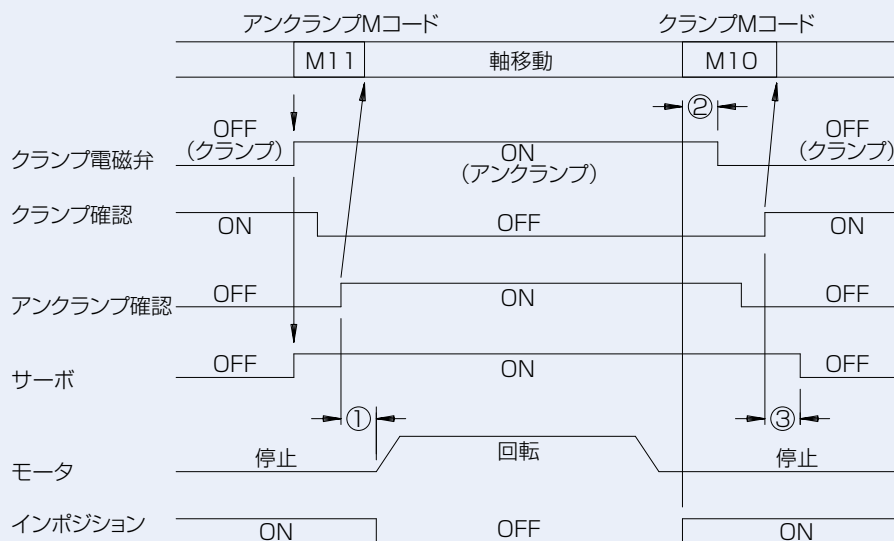 アンクランプMコード クランプMコード
M11 軸移動 M10
②
OFF ON OFF
クランプ電磁弁 (クランプ) (アンクランプ) (クランプ)
クランプ確認 ON OFF ON
アンクランプ確認 OFF ON OFF
サーボ OFF ON OFF
① ③
モータ 停止 回転 停止
インポジション ON OFF ON